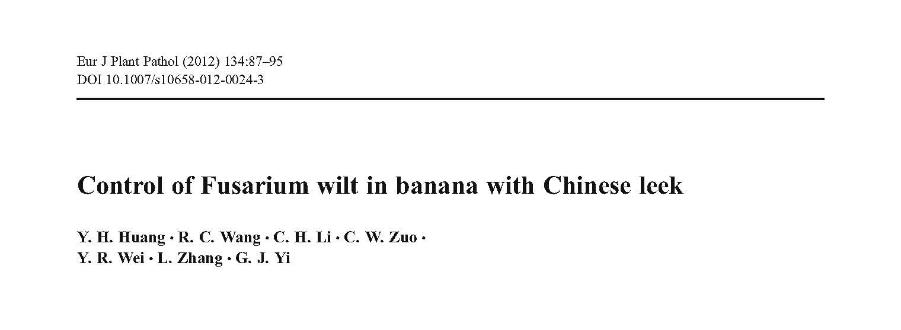 Eur J Plant Pathol (2012) 134:87–95
DOI 10.1007/s10658-012-0024-3
Control of Fusarium wilt in banana with Chinese leek
Y. H. Huang · R. C. Wang · C. H. Li · C. W. Zuo ·
Y. R. Wei · L. Zhang · G. J. Yi